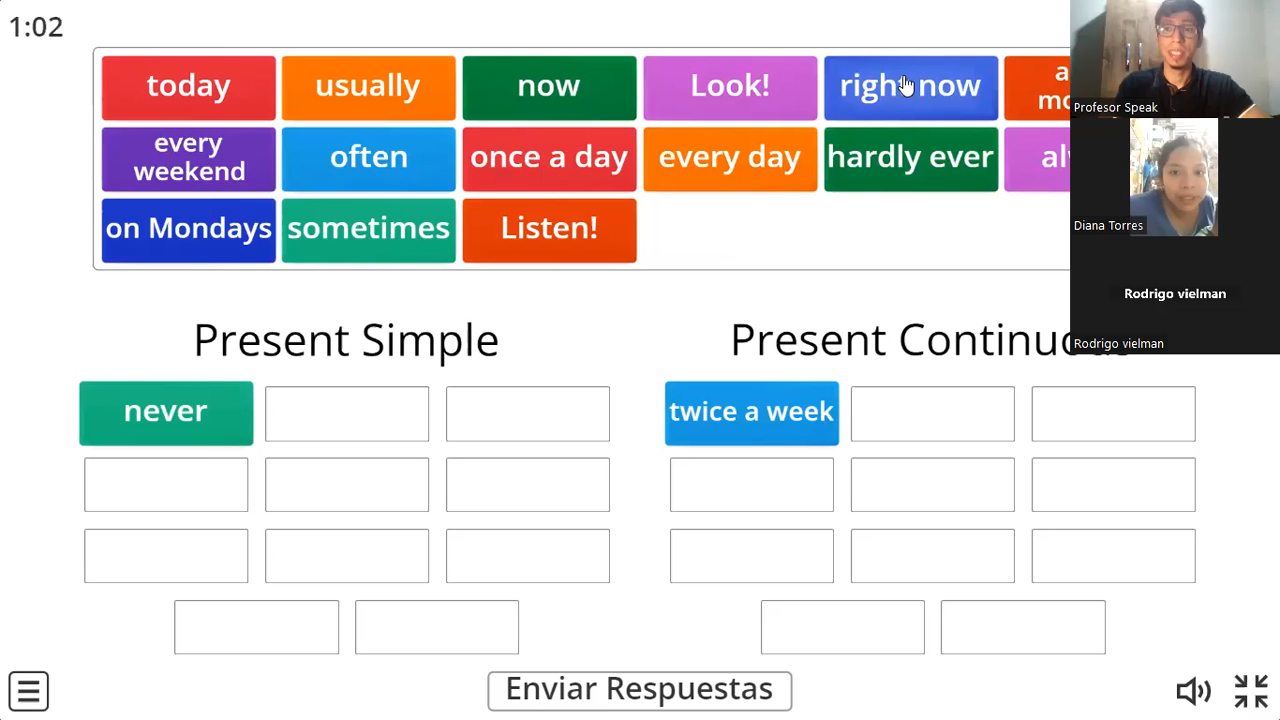 1:02
today
usually
now
Look!
right now
Profesor Speak
every
weekend
often
once a day
every day
hardly ever
Diana Torres
on Mondays
sometimes
Listen!
Rodrigo vielman
Rodrigo vielman
Present Simple
Present Continuous
never
twice a week
Enviar Respuestas